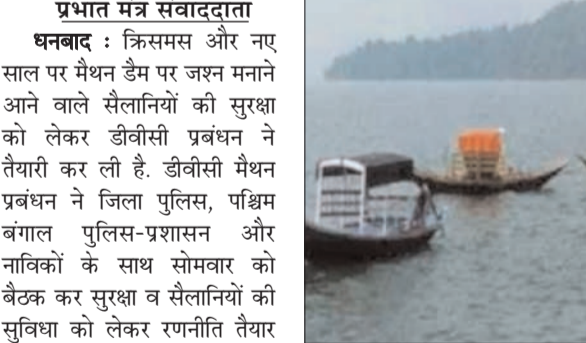 प्रभात मंत्र संवाददाता
धनबाद : क्रिसमस और नए
साल पर मैथन डैम पर जश्न मनाने
आने वाले सैलानियों की सुरक्षा
को लेकर डीवीसी प्रबंधन ने
तैयारी कर ली है. डीवीसी मैथन
प्रबंधन ने जिला पुलिस, पश्चिम
बंगाल पुलिस-प्रशासन और
नाविकों के साथ सोमवार को
बैठक कर सुरक्षा व सैलानियों की
सुविधा को लेकर रणनीति तैयार